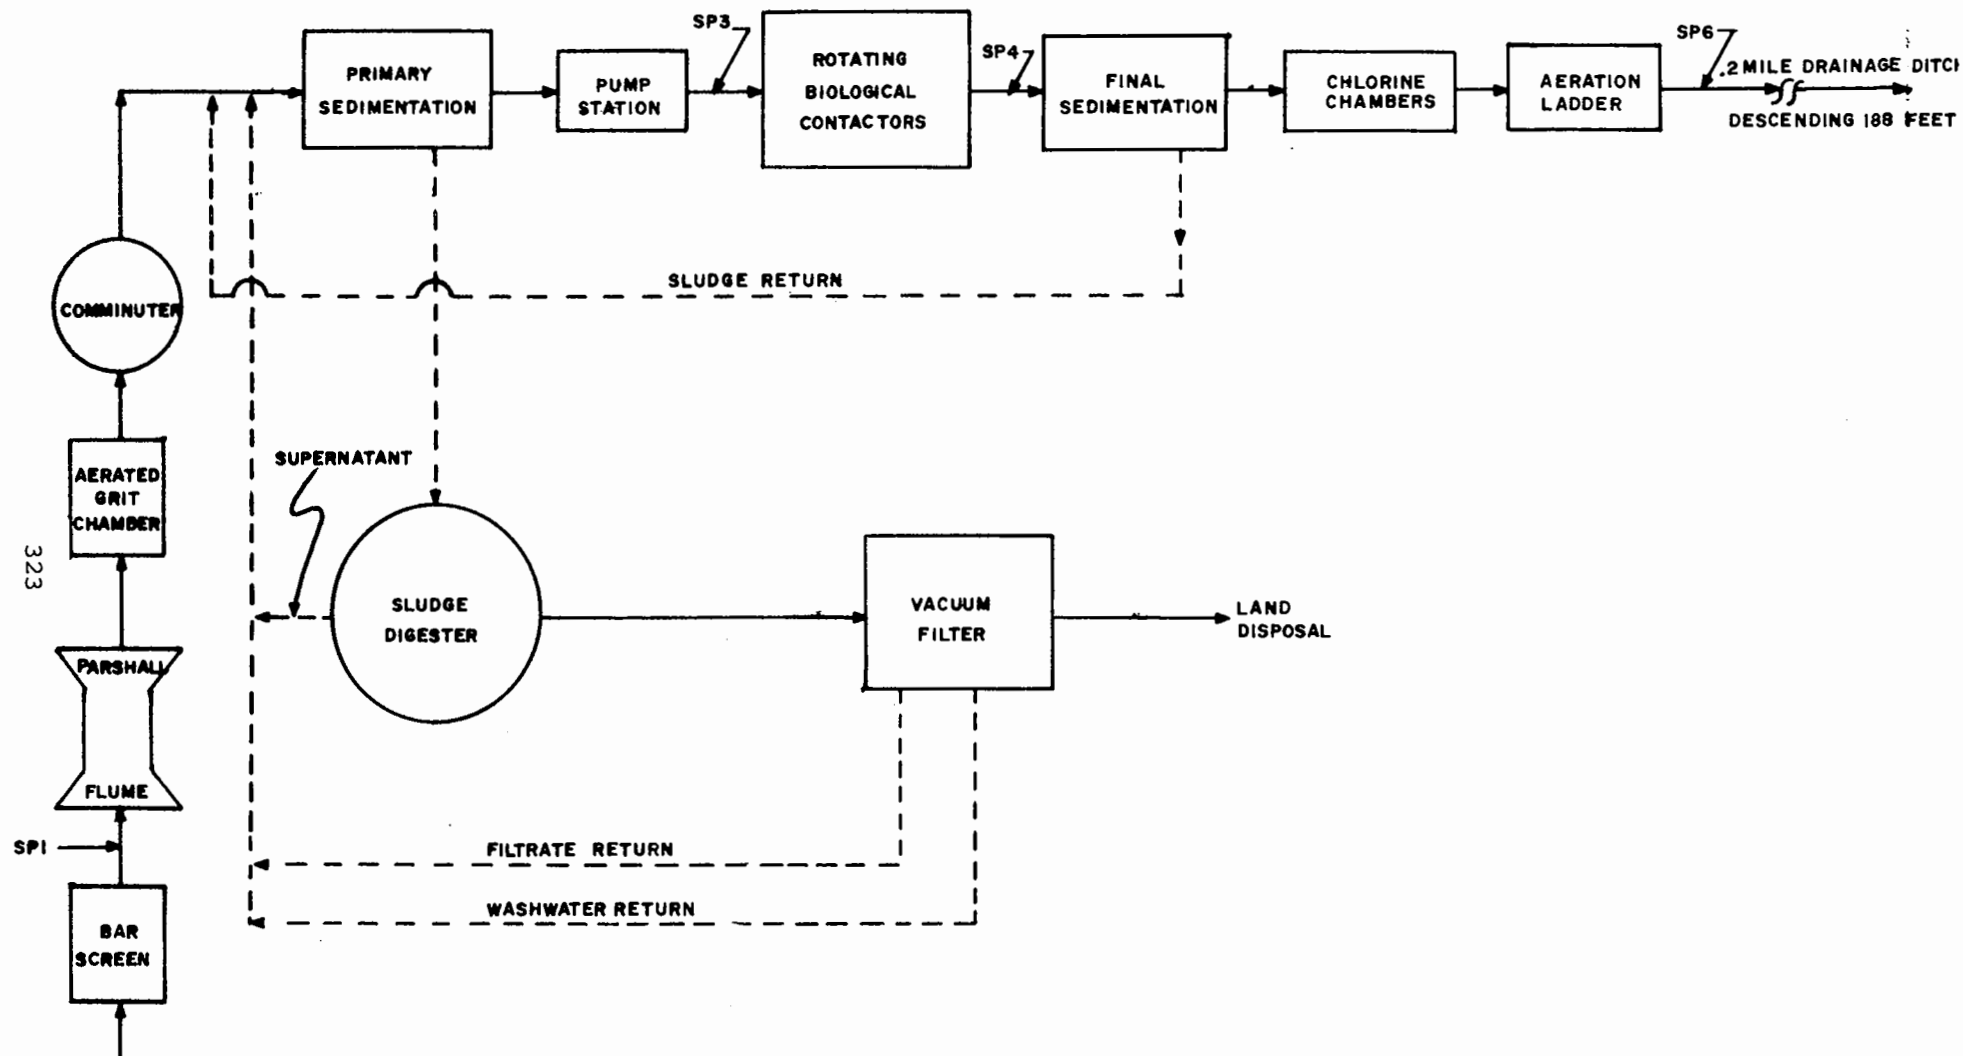 SP3
SP4
SP6
PRIMARY
SEDIMENTATION
PUMP
STATION
ROTATING
BIOLOGICAL
CONTACTORS
FINAL
SEDIMENTATION
CHLORINE
CHAMBERS
AERATION
LADDER
.2 MILE DRAINAGE DITCH
DESCENDING 188 FEET
SLUDGE RETURN
COMMINUTER
SUPERNATANT
AERATED
GRIT
CHAMBER
323
SLUDGE
DIGESTER
VACUUM
FILTER
LAND
DISPOSAL
PARSHALL
FLUME
SP1
FILTRATE RETURN
WASHWATER RETURN
BAR
SCREEN